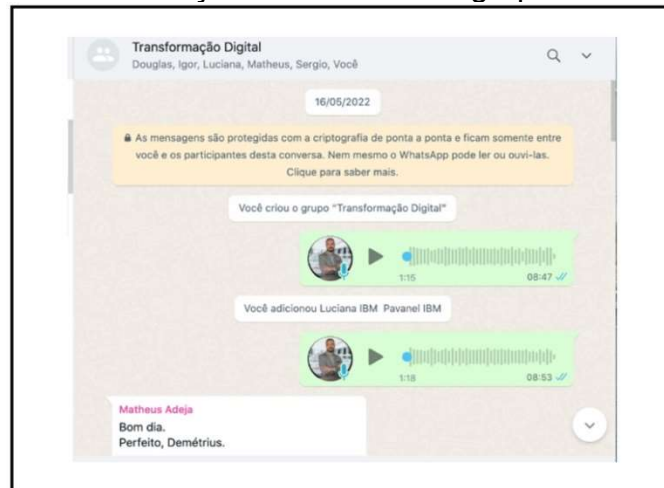 Transformação Digital
Douglas, Igor, Luciana, Matheus, Sergio, Você
16/05/2022
As mensagens são protegidas com a criptografia de ponta a ponta e ficam somente entre
você e os participantes desta conversa. Nem mesmo o WhatsApp pode ler ou ouvi-las.
Clique para saber mais.
Você criou o grupo "Transformação Digital"
1:15 08:47
Você adicionou Luciana IBM Pavanel IBM
1:18 08:53
Matheus Adeja
Bom dia.
Perfeito, Demétrius.